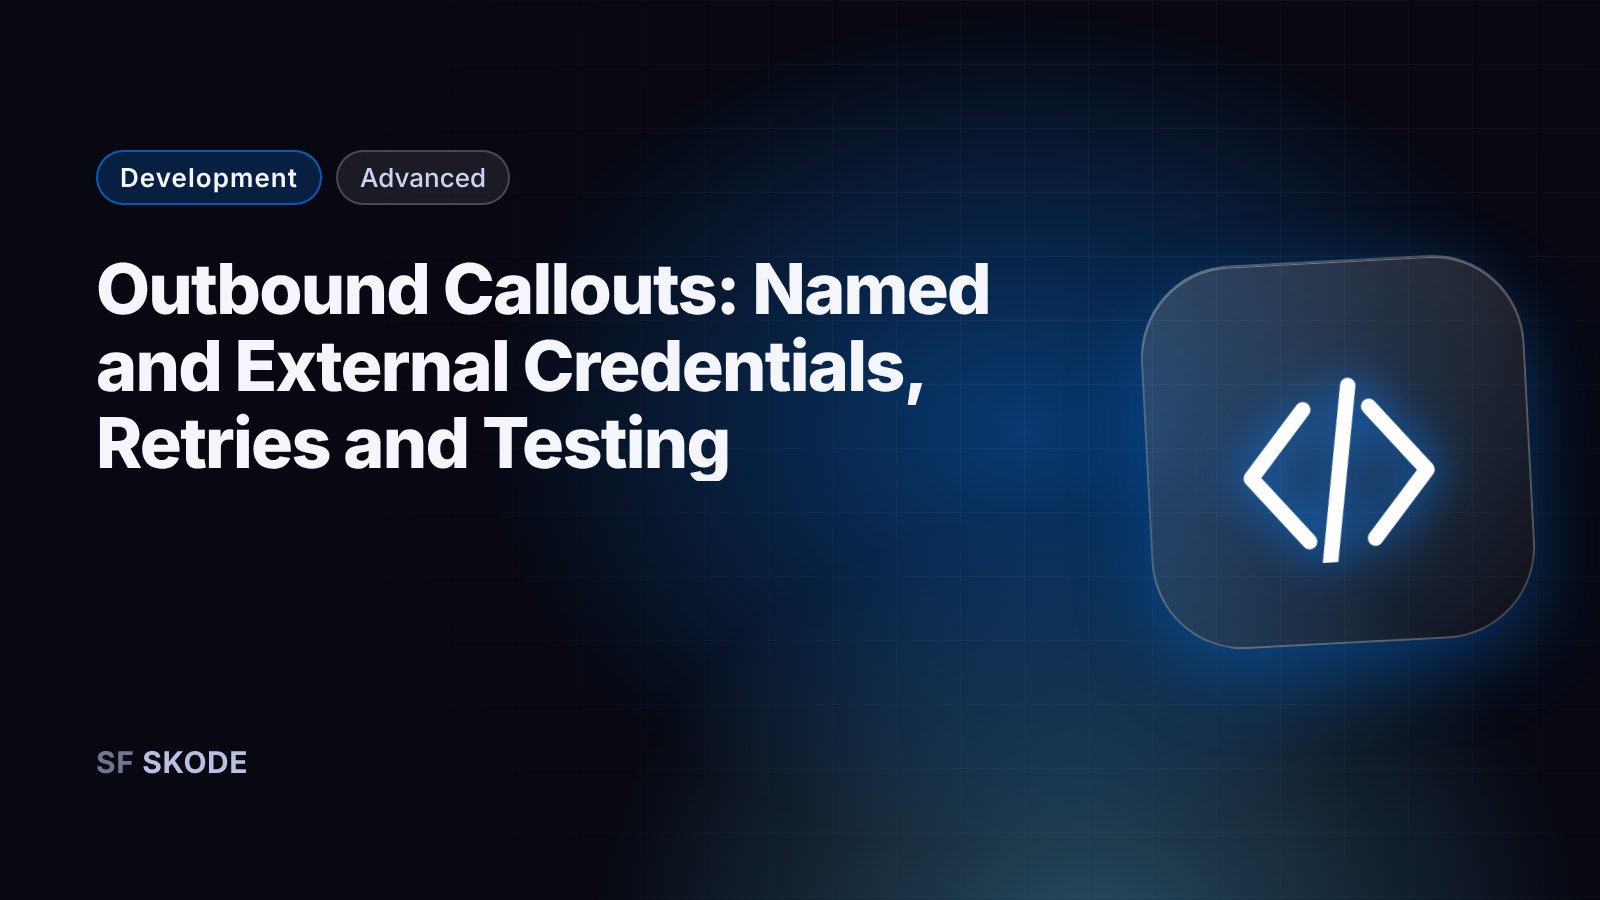 Development
Advanced
Outbound Callouts: Named
and External Credentials,
Retries and Testing
SF SKODE